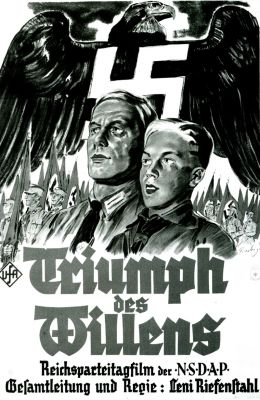 Ufa
Triumph
des
Willens
Reichsparteitagfilm der N·S·D·A·P·
Gesamtleitung und Regie: Leni Riefenstahl